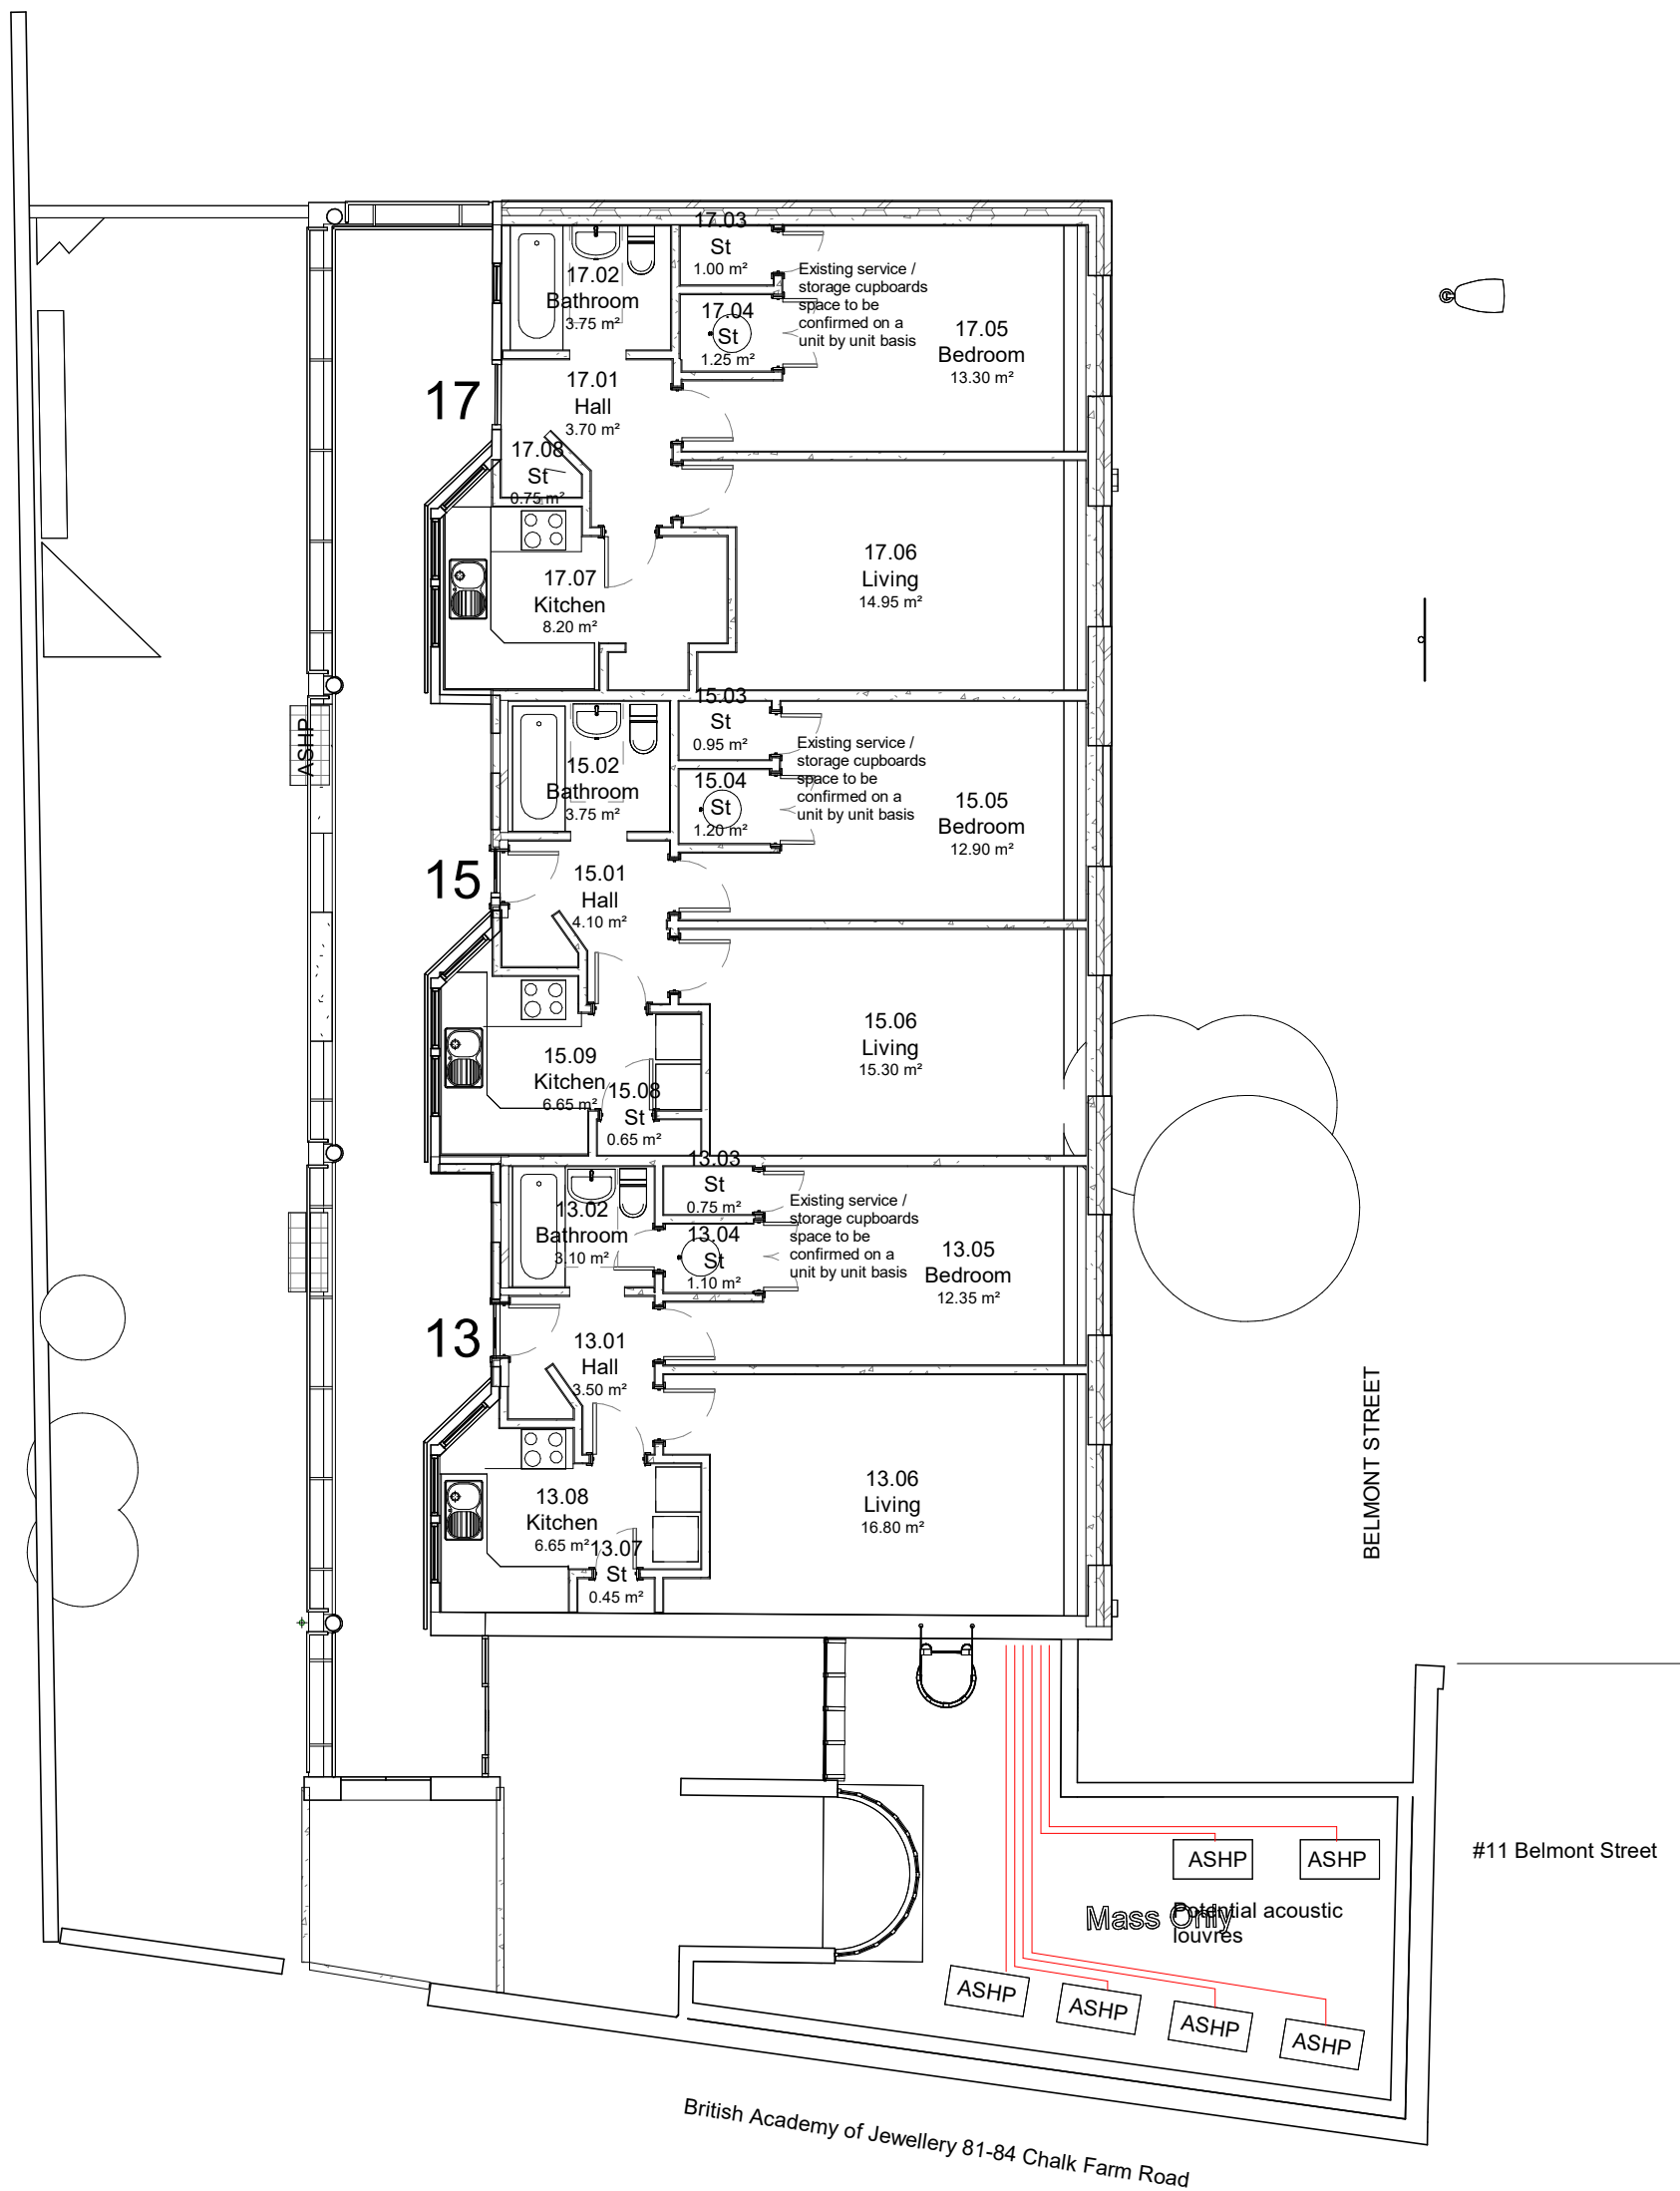 17.03
St
1.00 m²
17.02
Bathroom
3.75 m²
Existing service /
storage cupboards
space to be
confirmed on a
unit by unit basis
17.04
St
1.25 m²
17.05
Bedroom
13.30 m²
17
17.01
Hall
3.70 m²
17.08
St
0.75 m²
17.06
Living
14.95 m²
17.07
Kitchen
8.20 m²
ASHP
15.03
St
0.95 m²
15.02
Bathroom
3.75 m²
Existing service /
storage cupboards
space to be
confirmed on a
unit by unit basis
15.04
St
1.20 m²
15.05
Bedroom
12.90 m²
15
15.01
Hall
4.10 m²
15.06
Living
15.30 m²
15.09
Kitchen
6.65 m²
15.08
St
0.65 m²
13.03
St
0.75 m²
13.02
Bathroom
3.10 m²
Existing service /
storage cupboards
space to be
confirmed on a
unit by unit basis
13.04
St
1.10 m²
13.05
Bedroom
12.35 m²
13
13.01
Hall
3.50 m²
13.06
Living
16.80 m²
13.08
Kitchen
6.65 m²
13.07
St
0.45 m²
BELMONT STREET
#11 Belmont Street
ASHP
ASHP
Mass Only
Potential acoustic
louvres
ASHP
ASHP
ASHP
ASHP
British Academy of Jewellery 81-84 Chalk Farm Road